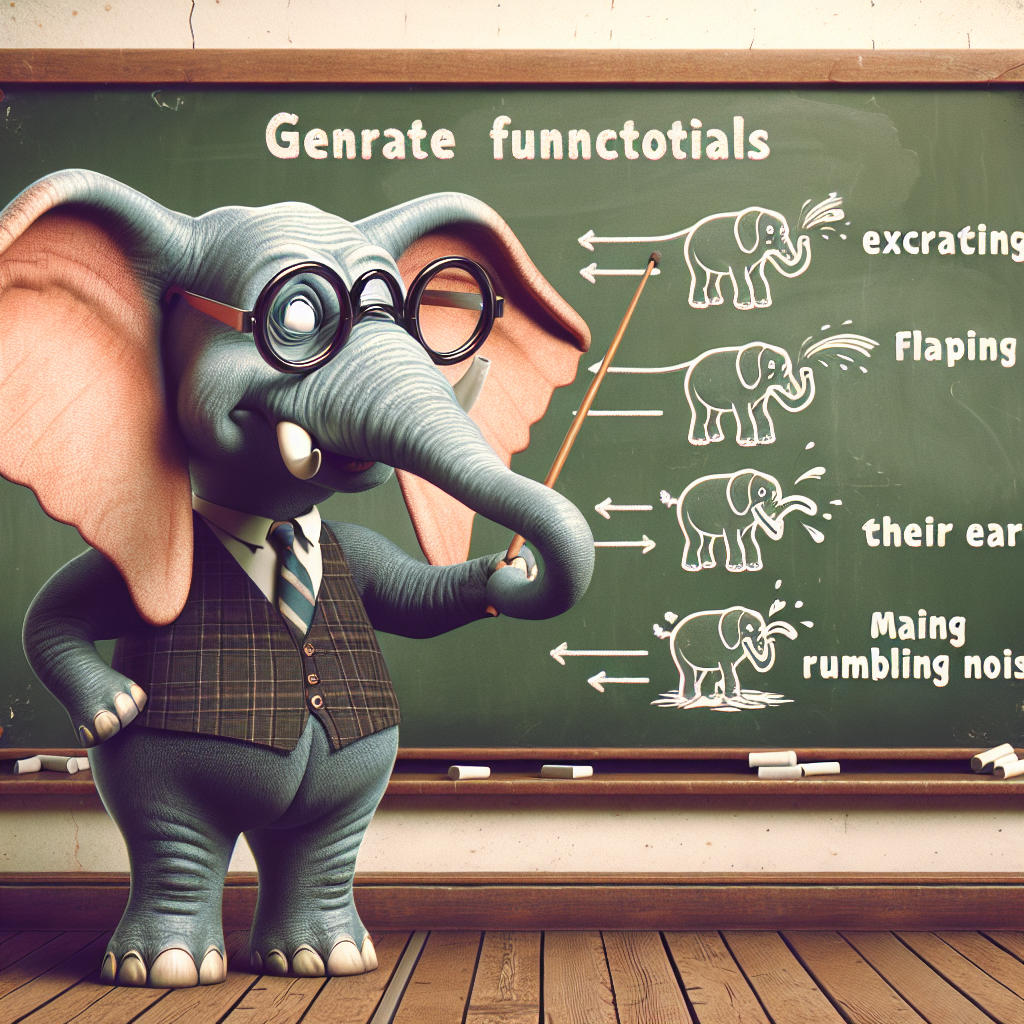 Genrate funnctotials
excrating
Flaping
their ear
Maing
rumbling nois